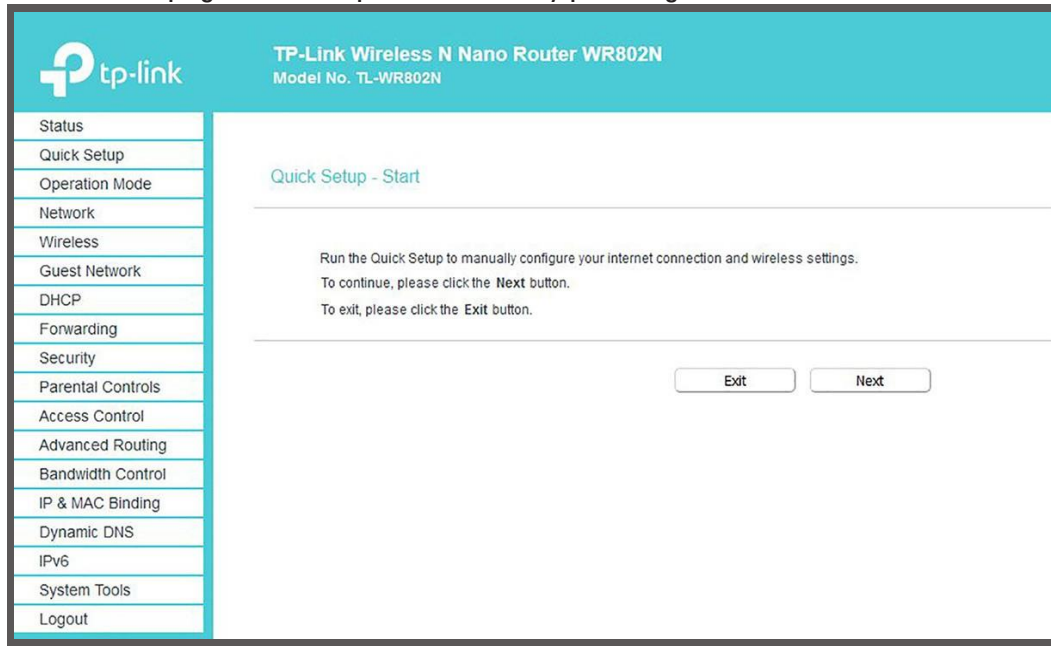 tp-link
TP-Link Wireless N Nano Router WR802N
Model No. TL-WR802N
Status
Quick Setup
Operation Mode
Network
Wireless
Guest Network
DHCP
Forwarding
Security
Parental Controls
Access Control
Advanced Routing
Bandwidth Control
IP & MAC Binding
Dynamic DNS
IPv6
System Tools
Logout
Quick Setup - Start
Run the Quick Setup to manually configure your internet connection and wireless settings.
To continue, please click the Next button.
To exit, please click the Exit button.
Exit
Next